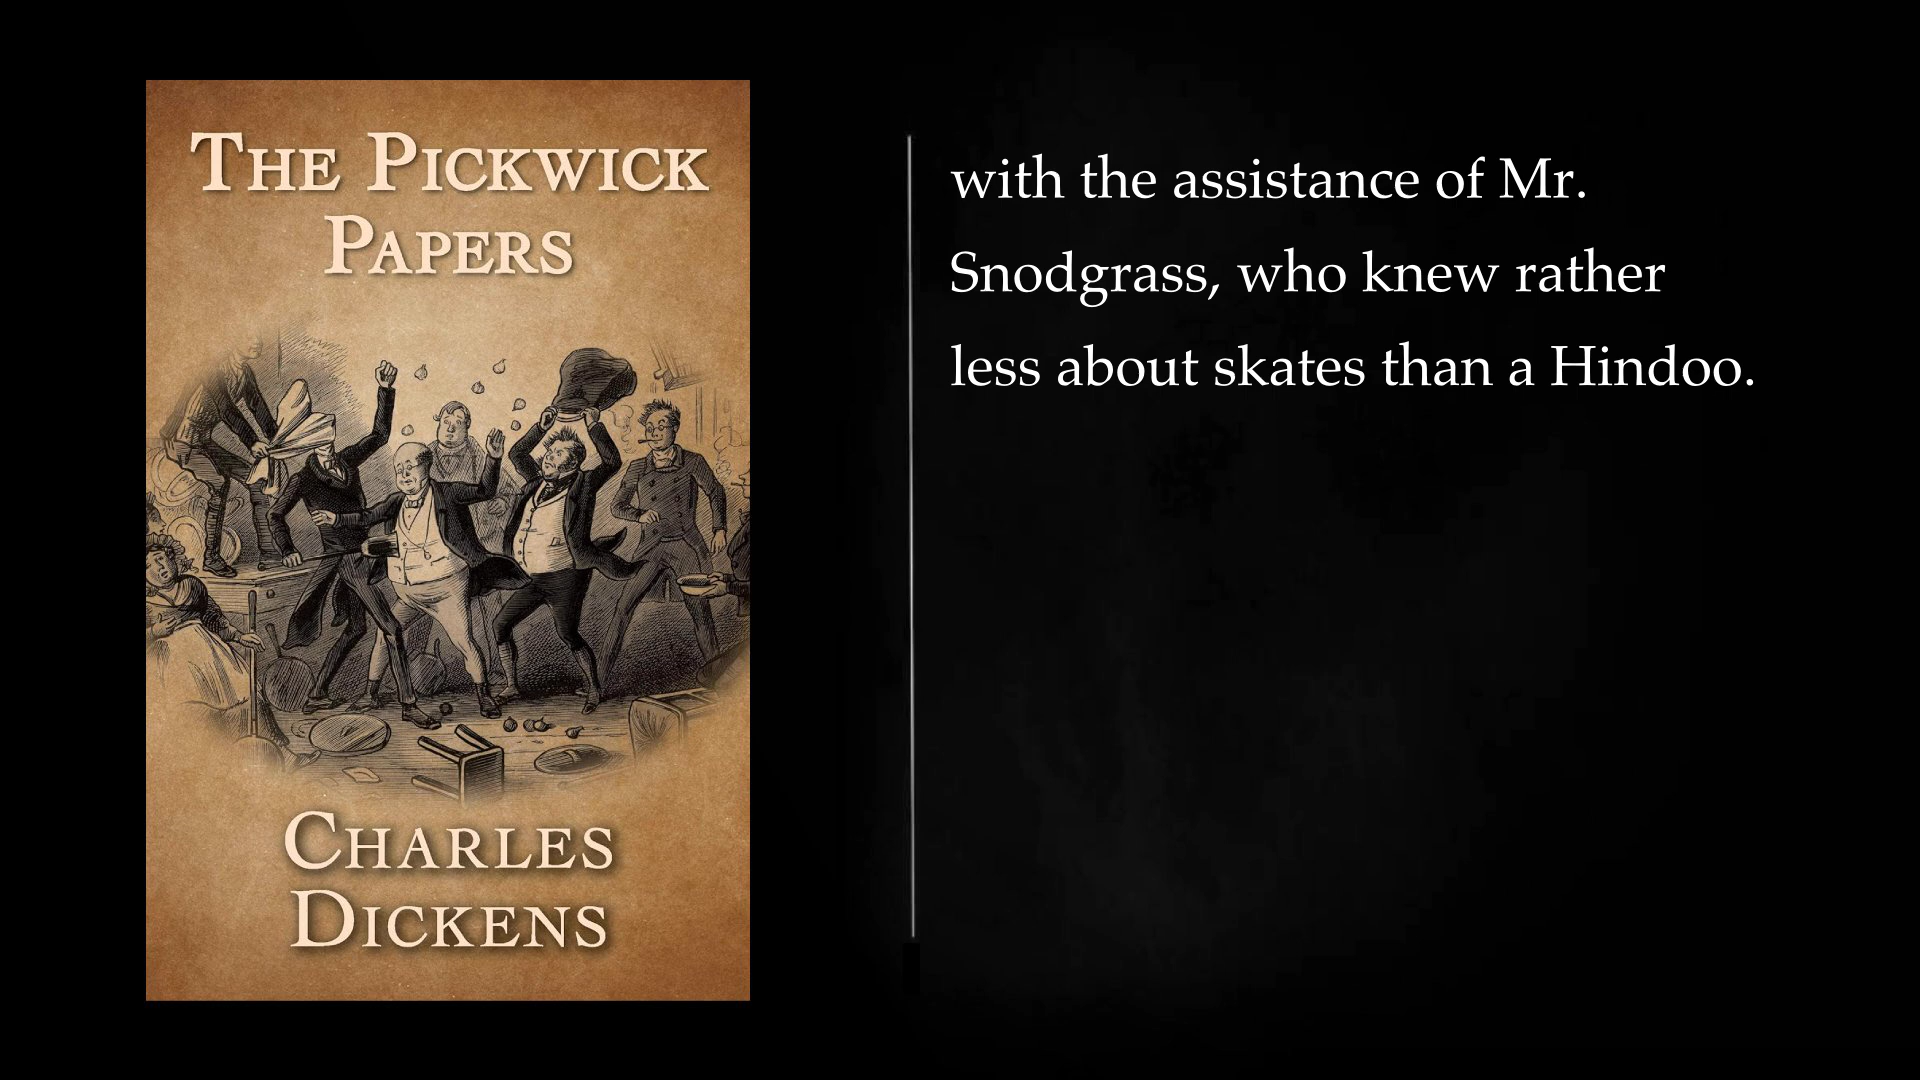 The Pickwick
Papers
Charles
Dickens
with the assistance of Mr.
Snodgrass, who knew rather
less about skates than a Hindoo.